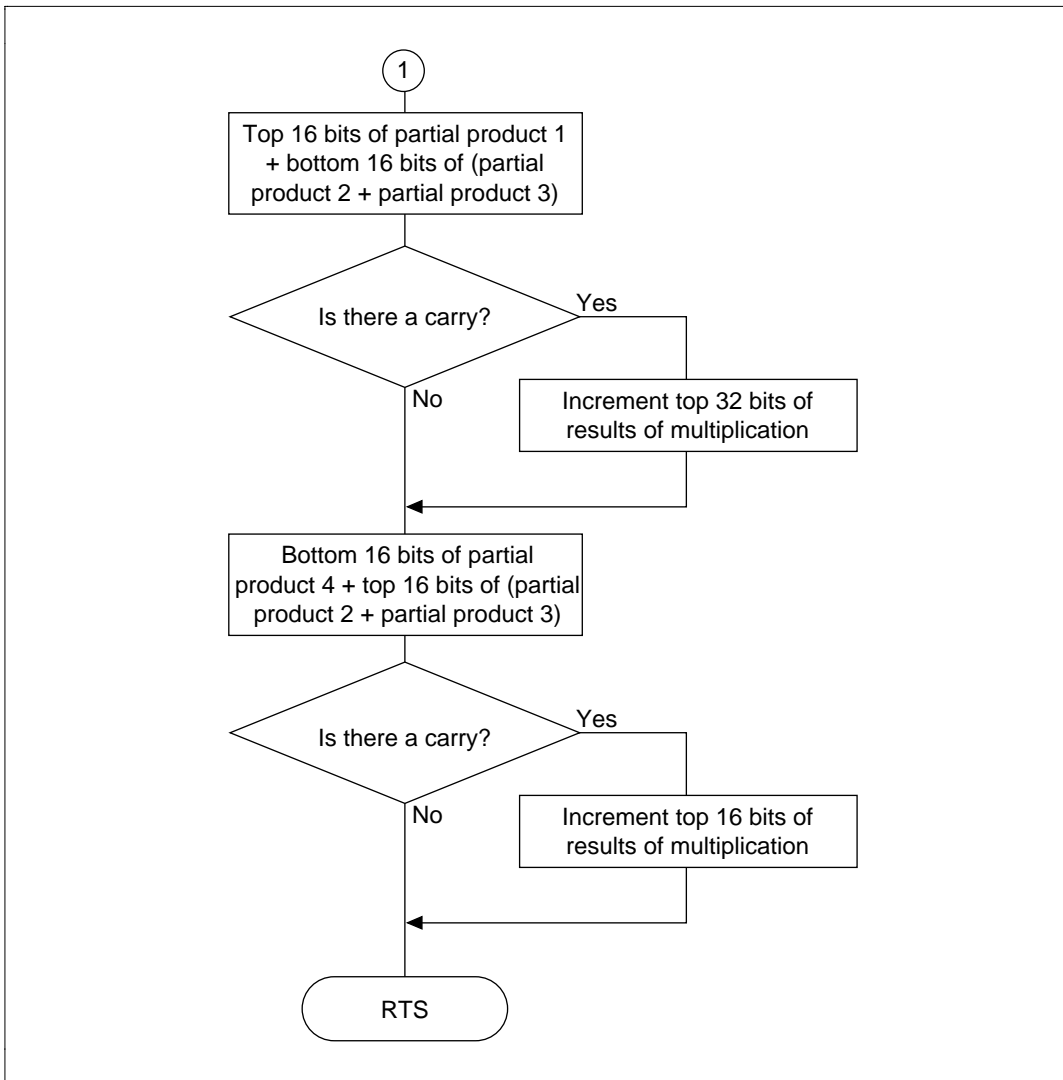 1
Top 16 bits of partial product 1
+ bottom 16 bits of (partial
product 2 + partial product 3)
Is there a carry?
Yes
No
Increment top 32 bits of
results of multiplication
Bottom 16 bits of partial
product 4 + top 16 bits of (partial
product 2 + partial product 3)
Is there a carry?
Yes
No
Increment top 16 bits of
results of multiplication
RTS